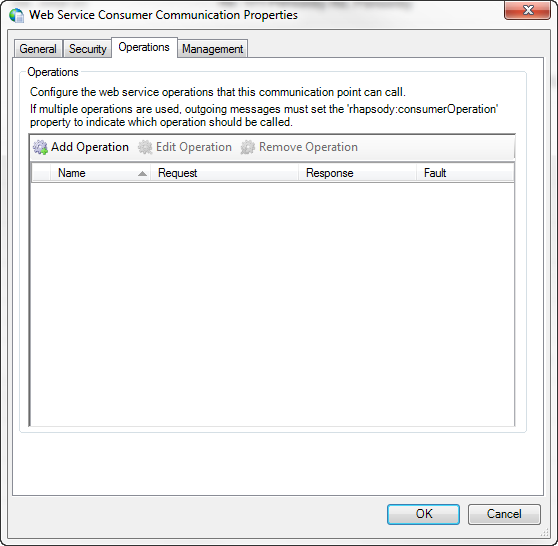 Web Service Consumer Communication Properties
General Security Operations Management
Operations
Configure the web service operations that this communication point can call.
If multiple operations are used, outgoing messages must set the 'rhapsody:consumerOperation'
property to indicate which operation should be called.
Add Operation Edit Operation Remove Operation
Name Request Response Fault
OK Cancel